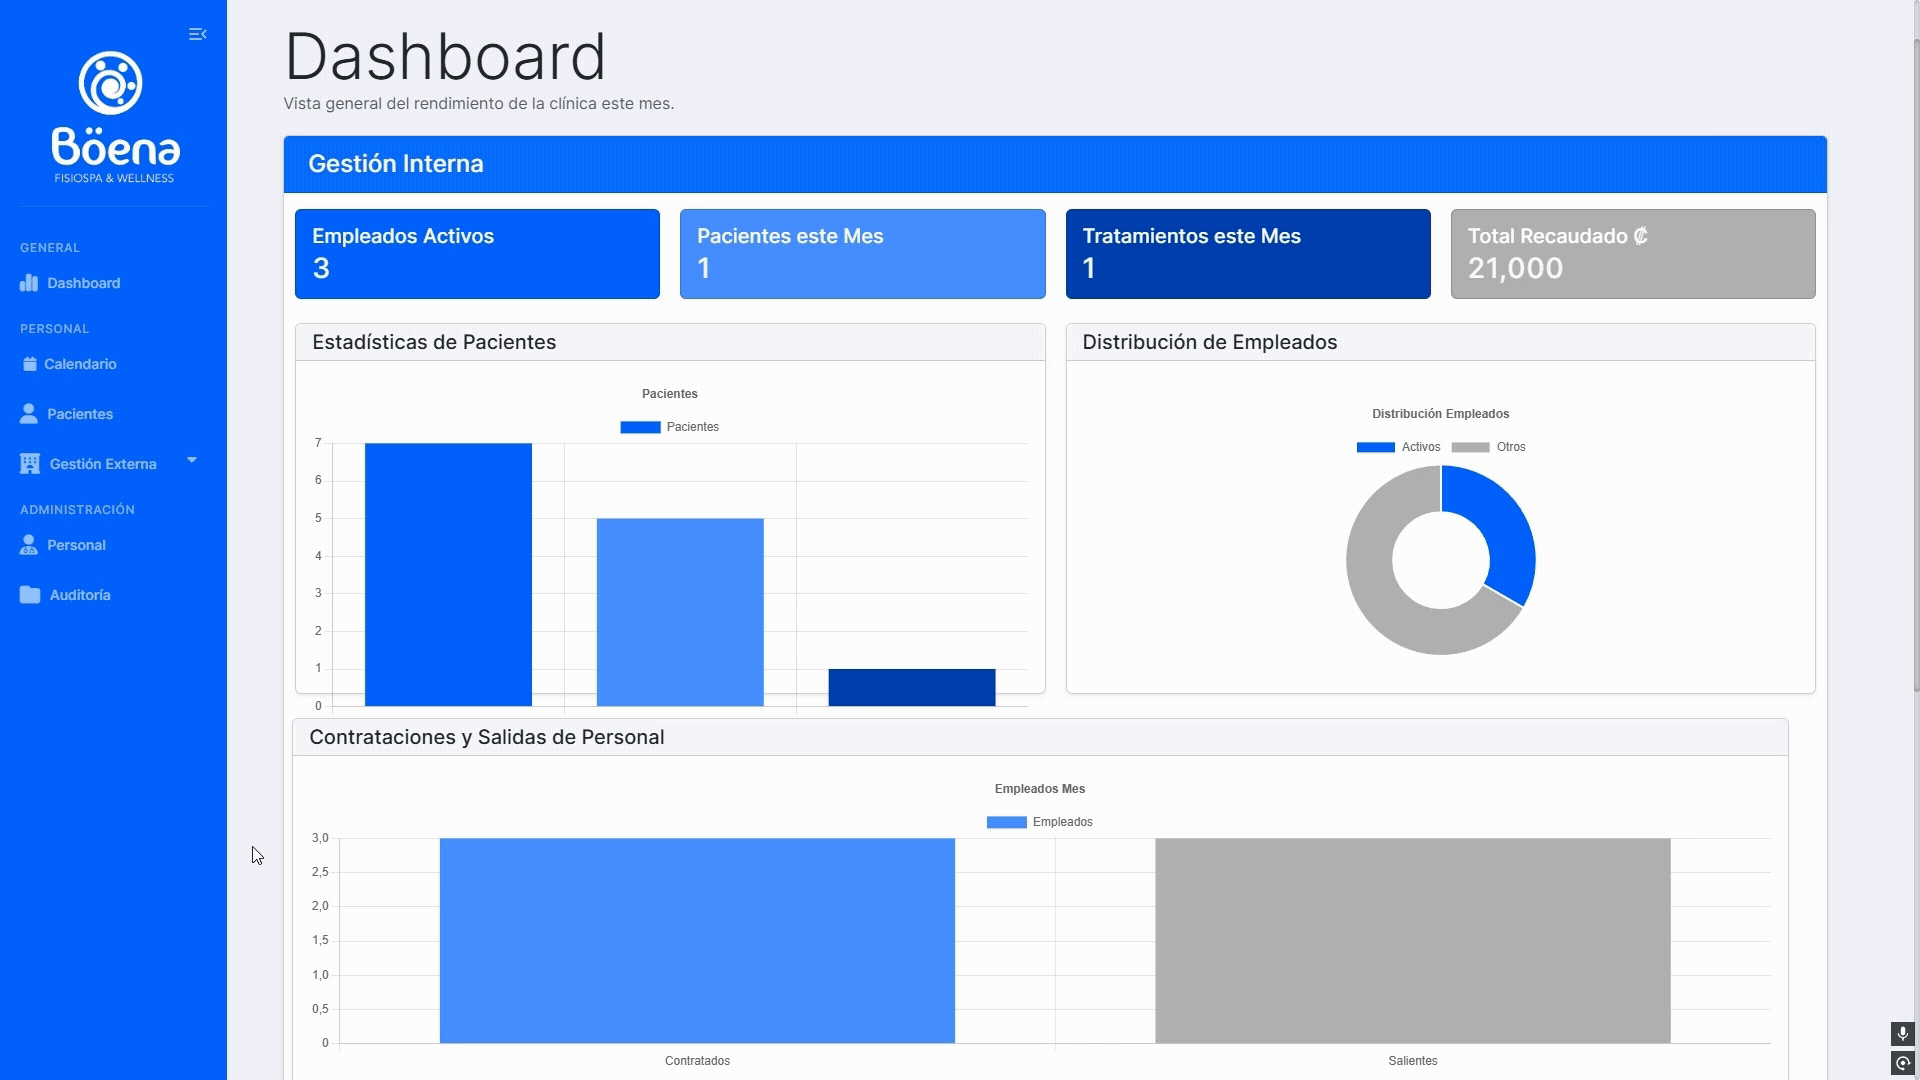 Böena
FISIOSPA & WELLNESS
GENERAL
Dashboard
PERSONAL
Calendario
Pacientes
Gestión Externa
ADMINISTRACIÓN
Personal
Auditoría
Dashboard
Vista general del rendimiento de la clínica este mes.
Gestión Interna
Empleados Activos
3
Pacientes este Mes
1
Tratamientos este Mes
1
Total Recaudado ₡
21,000
Estadísticas de Pacientes
Pacientes
Pacientes
7
6
5
4
3
2
1
0
Distribución de Empleados
Distribución Empleados
Activos Otros
Contrataciones y Salidas de Personal
Empleados Mes
Empleados
3,0
2,5
2,0
1,5
1,0
0,5
0
Contratados Salientes